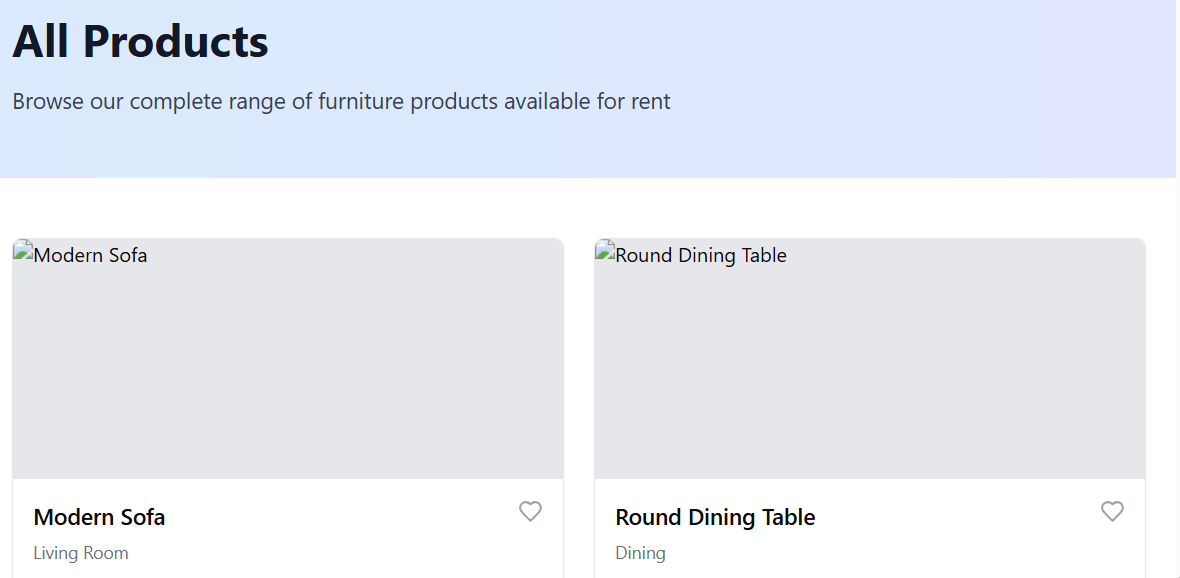 All Products
Browse our complete range of furniture products available for rent
Modern Sofa
Round Dining Table
Modern Sofa
Living Room
Round Dining Table
Dining